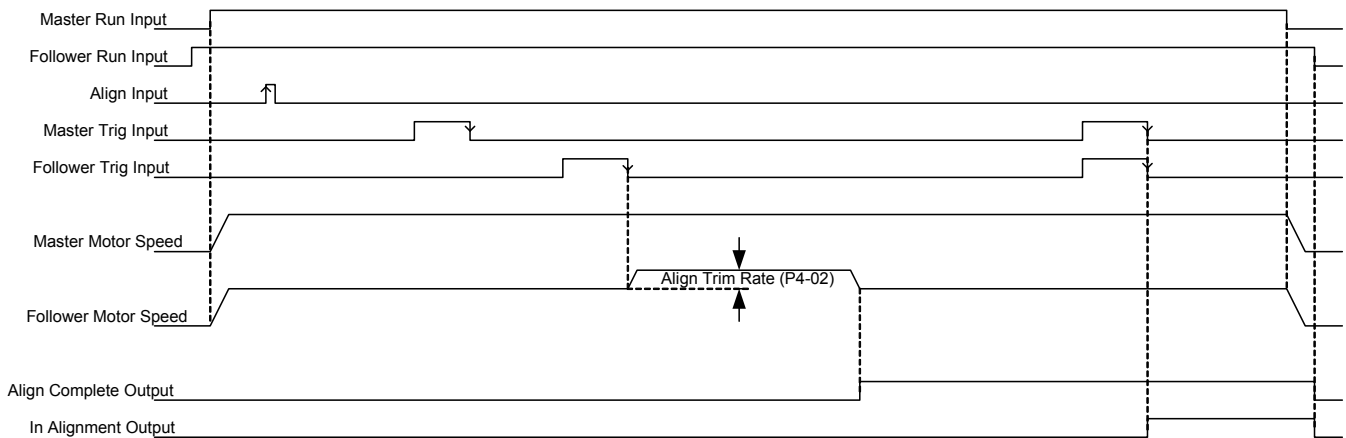 Master Run Input
Follower Run Input
Align Input
Master Trig Input
Follower Trig Input
Master Motor Speed
Align Trim Rate (P4-02)
Follower Motor Speed
Align Complete Output
In Alignment Output